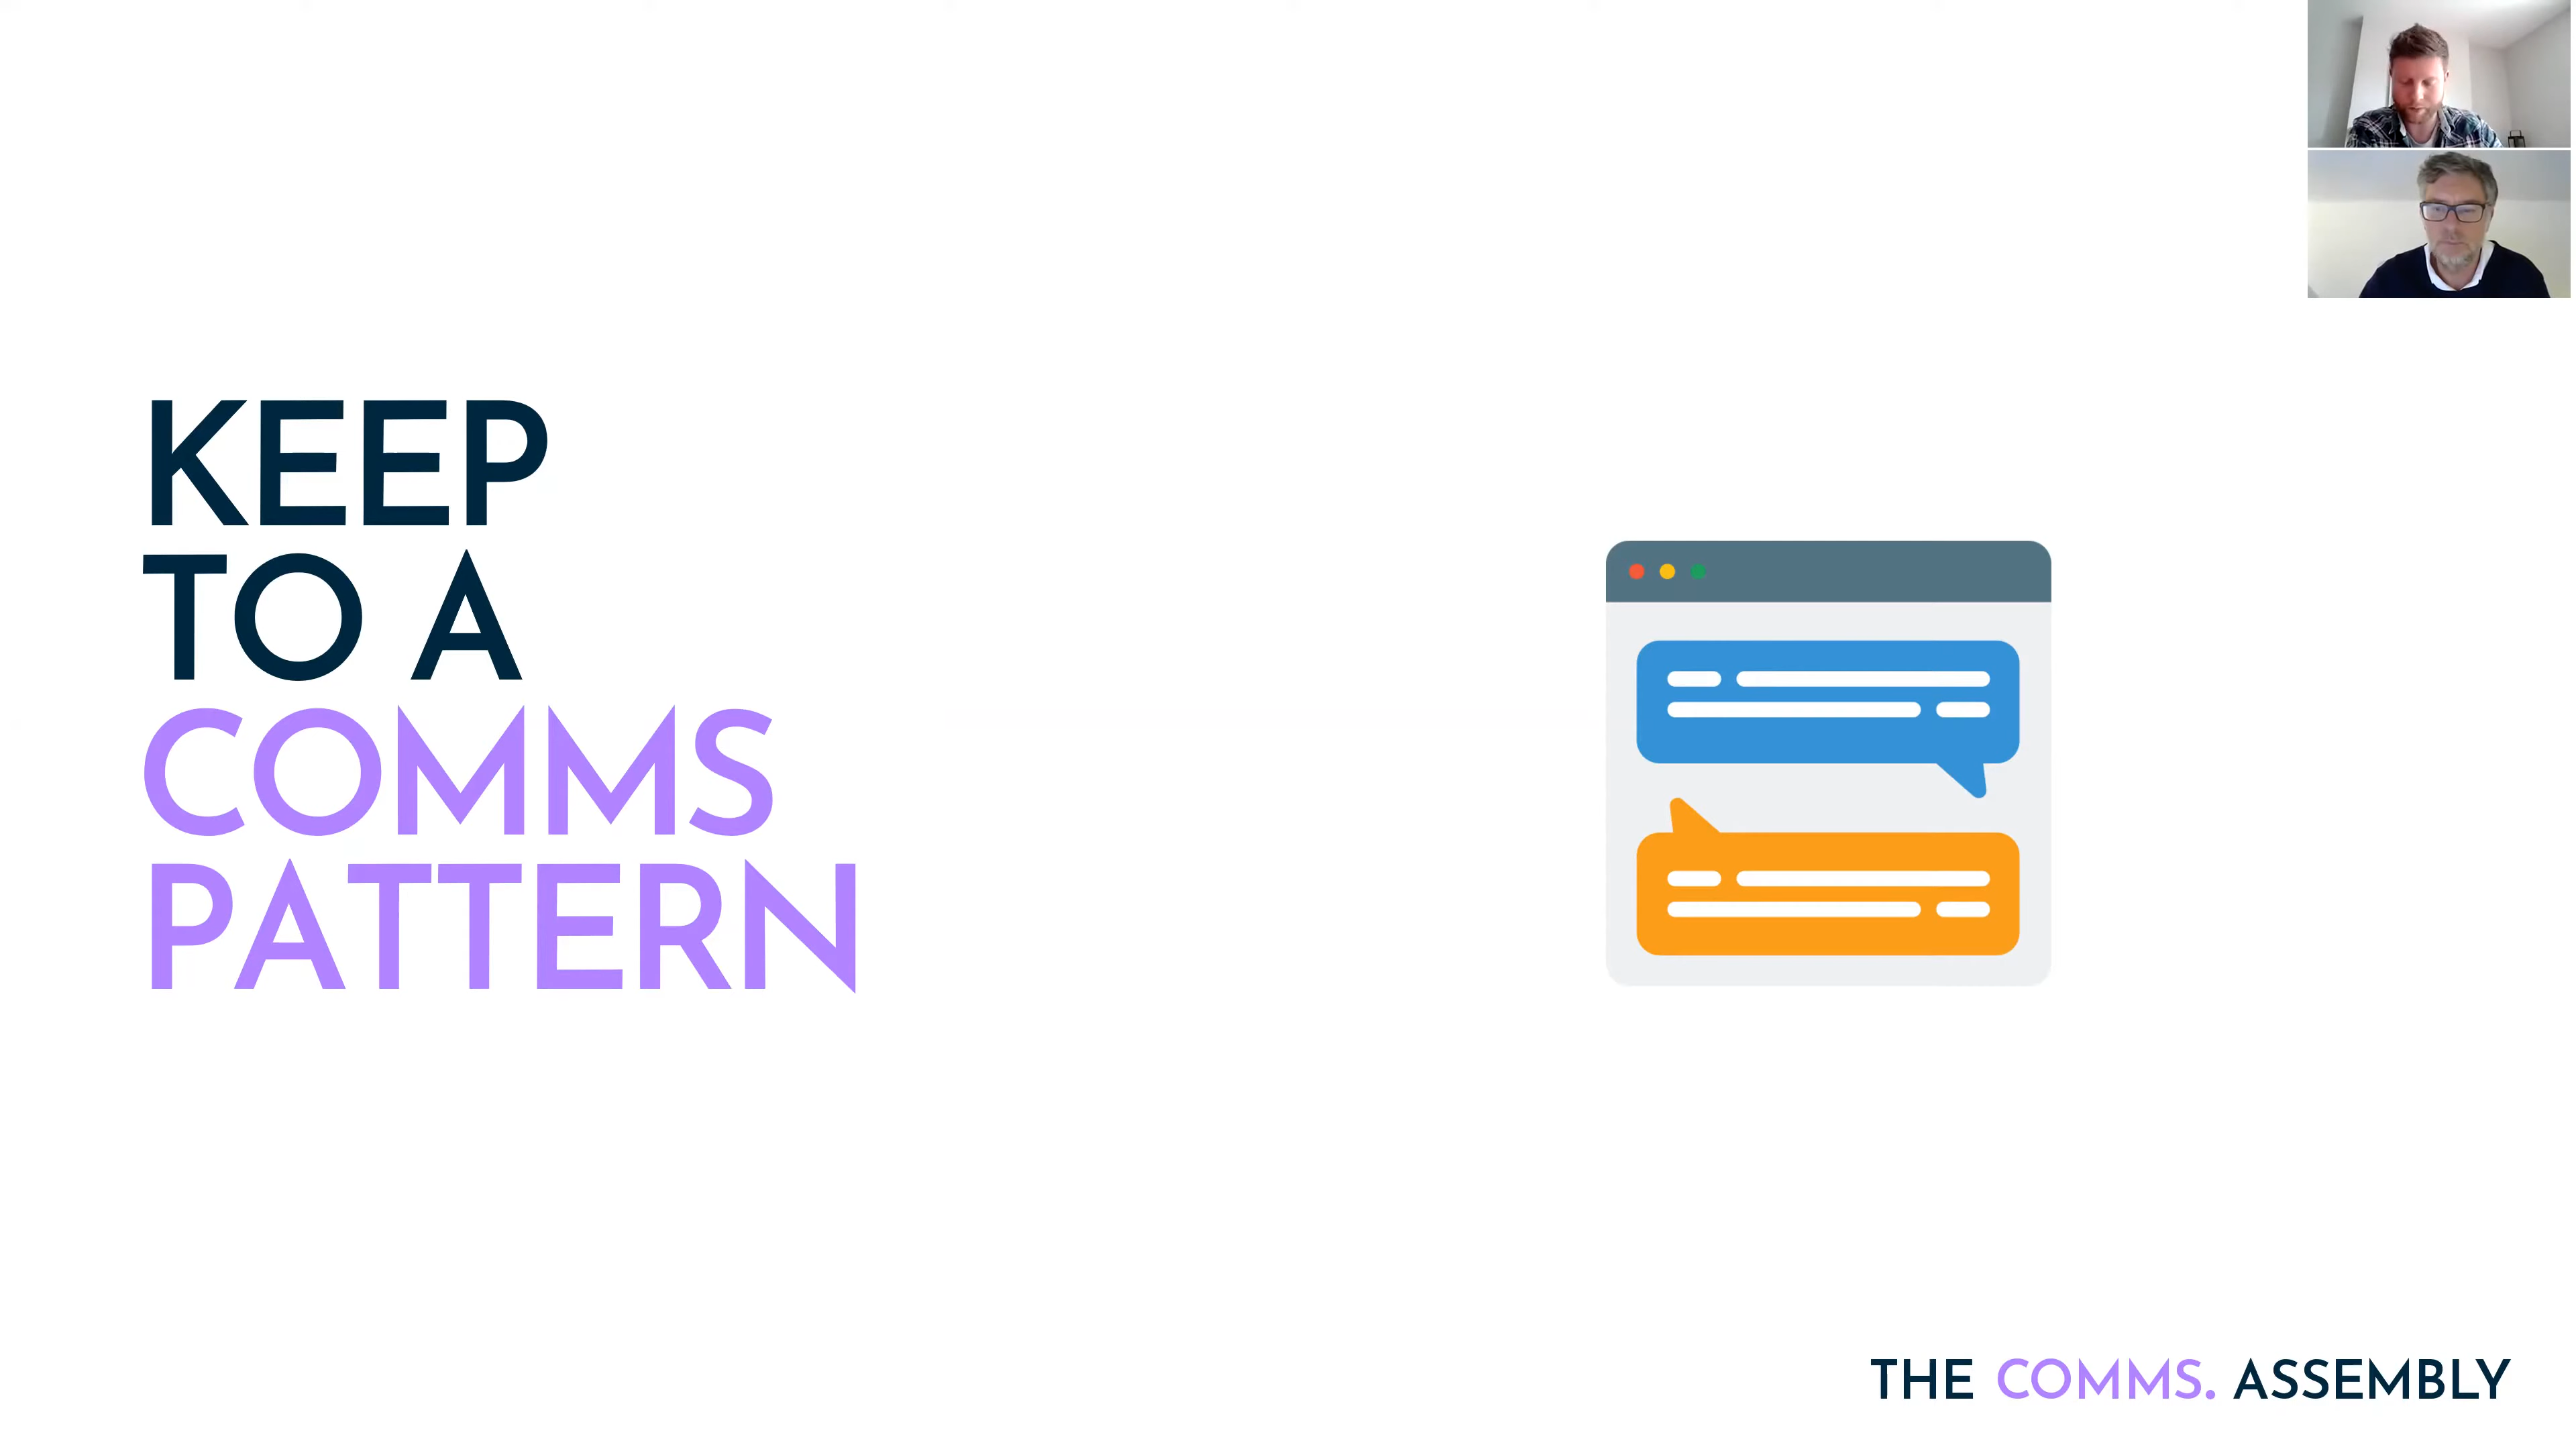 KEEP
TO A
COMMS
PATTERN
THE COMMS. ASSEMBLY